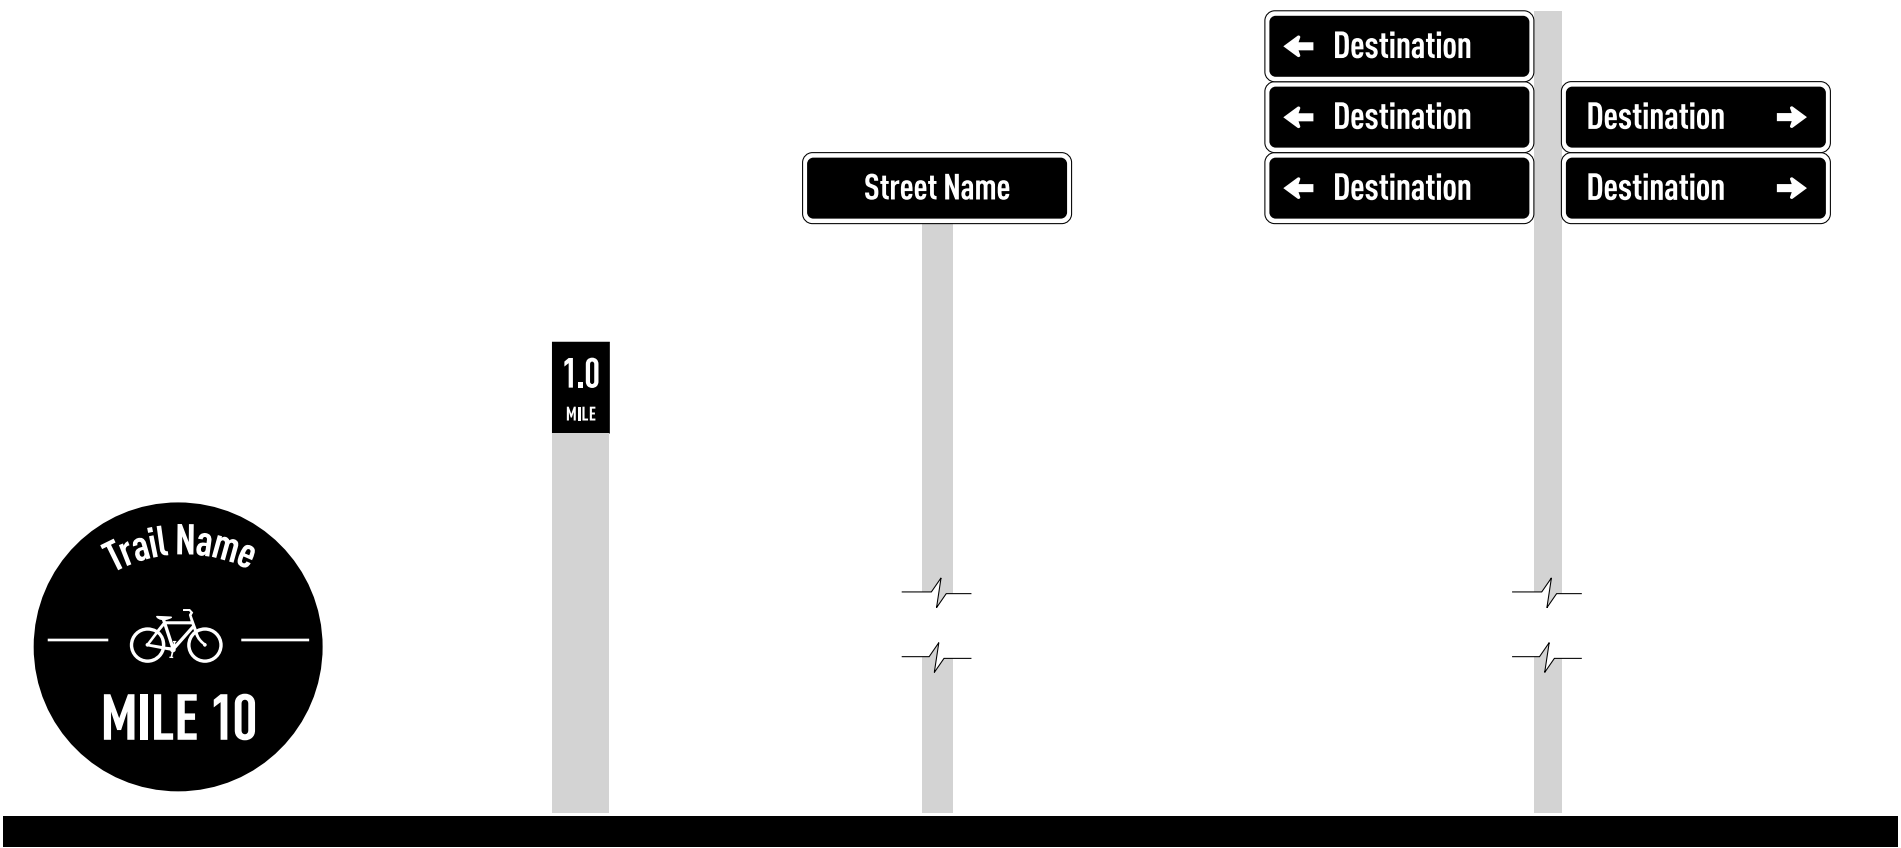 Trail Name
MILE 10
1.0
MILE
Street Name
Destination
Destination
Destination
Destination
Destination